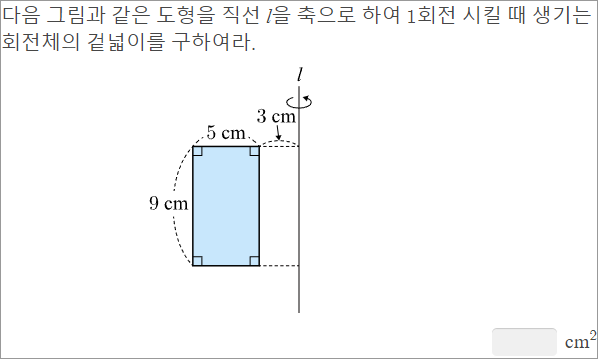 다음 그림과 같은 도형을 직선 l을 축으로 하여 1회전 시킬 때 생기는
회전체의 겉넓이를 구하여라.
l
3 cm
5 cm
9 cm
cm²